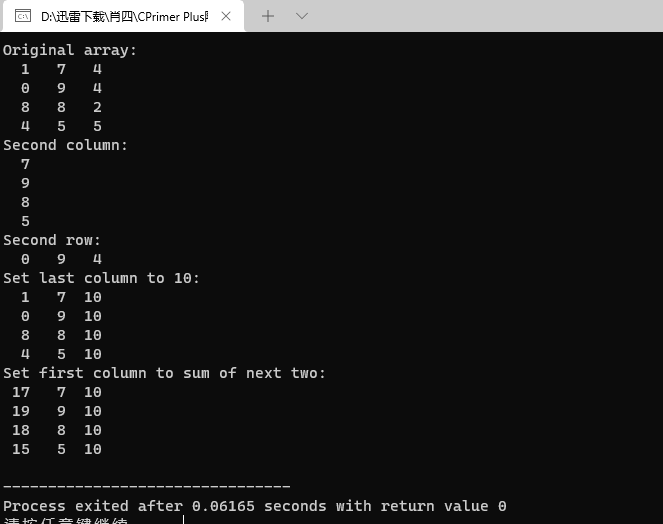 D:\迅雷下载\肖四\CPrimer Plus
Original array:
1 7 4
0 9 4
8 8 2
4 5 5
Second column:
7
9
8
5
Second row:
0 9 4
Set last column to 10:
1 7 10
0 9 10
8 8 10
4 5 10
Set first column to sum of next two:
17 7 10
19 9 10
18 8 10
15 5 10
--------------------------------
Process exited after 0.06165 seconds with return value 0
请按任意键继续